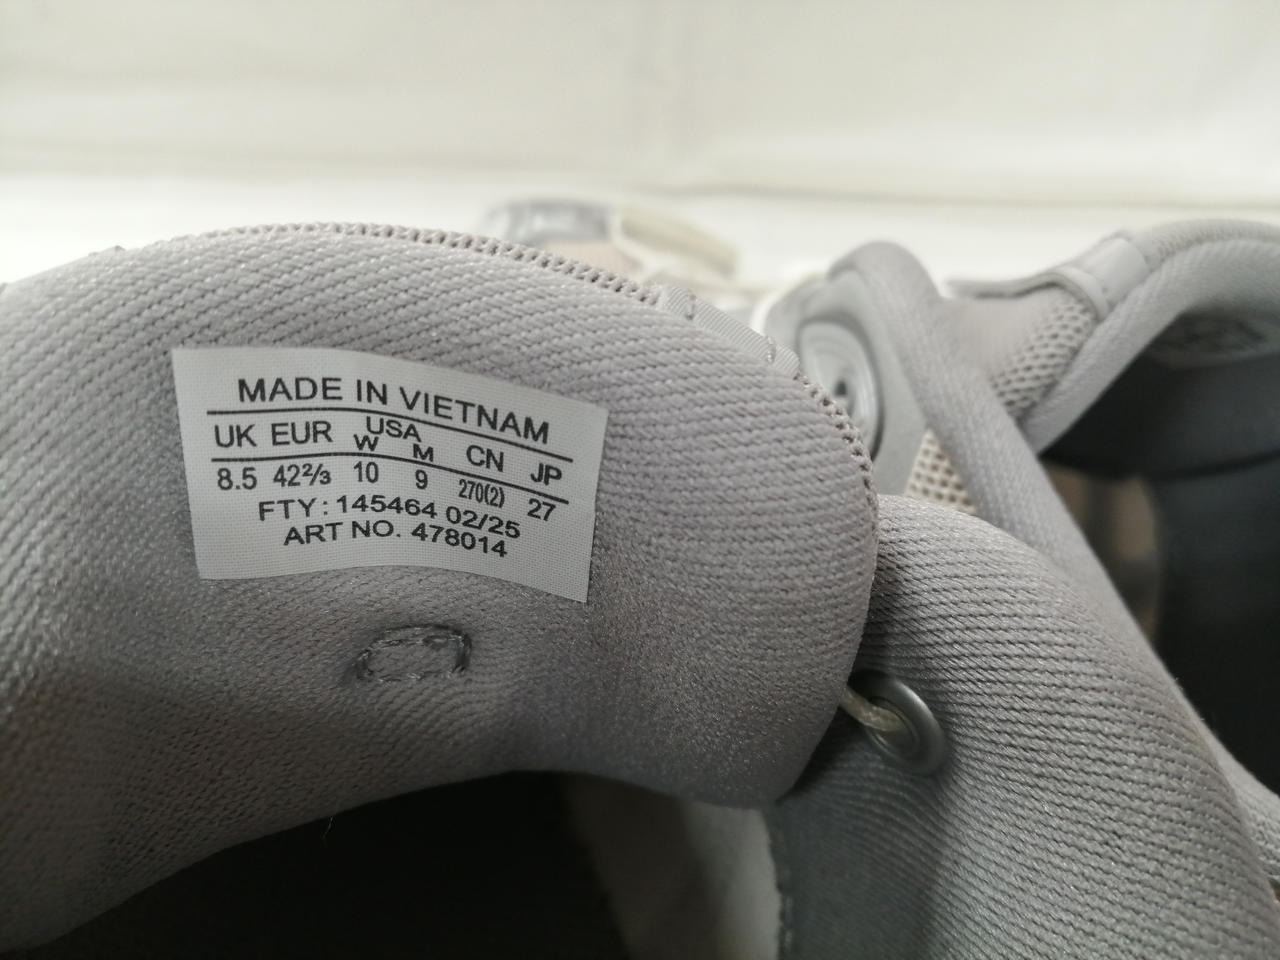 MADE IN VIETNAM
UK EUR USA W M CN JP
8.5 42⅔ 10 9 270(2) 27
FTY: 145464 02/25
ART NO. 478014